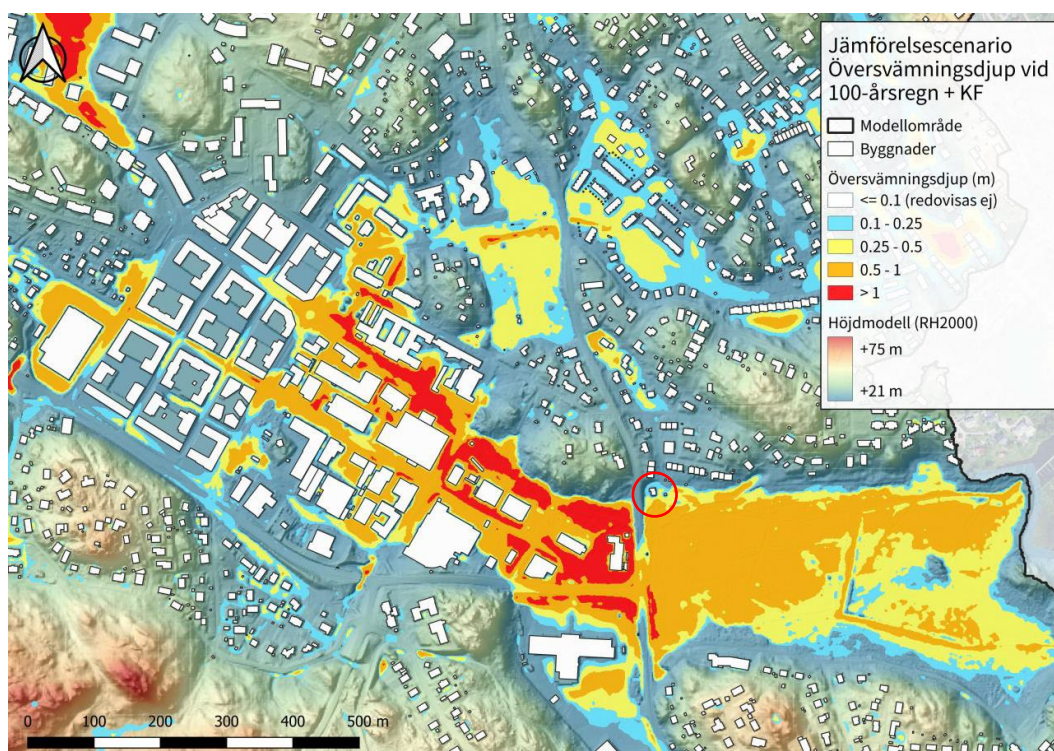 Jämförelsescenario
Översvämningsdjup vid
100-årsregn + KF
Modellområde
Byggnader
Översvämningsdjup (m)
<= 0.1 (redovisas ej)
0.1 - 0.25
0.25 - 0.5
0.5 - 1
> 1
Höjdmodell (RH2000)
+75 m
+21 m
0 100 200 300 400 500 m